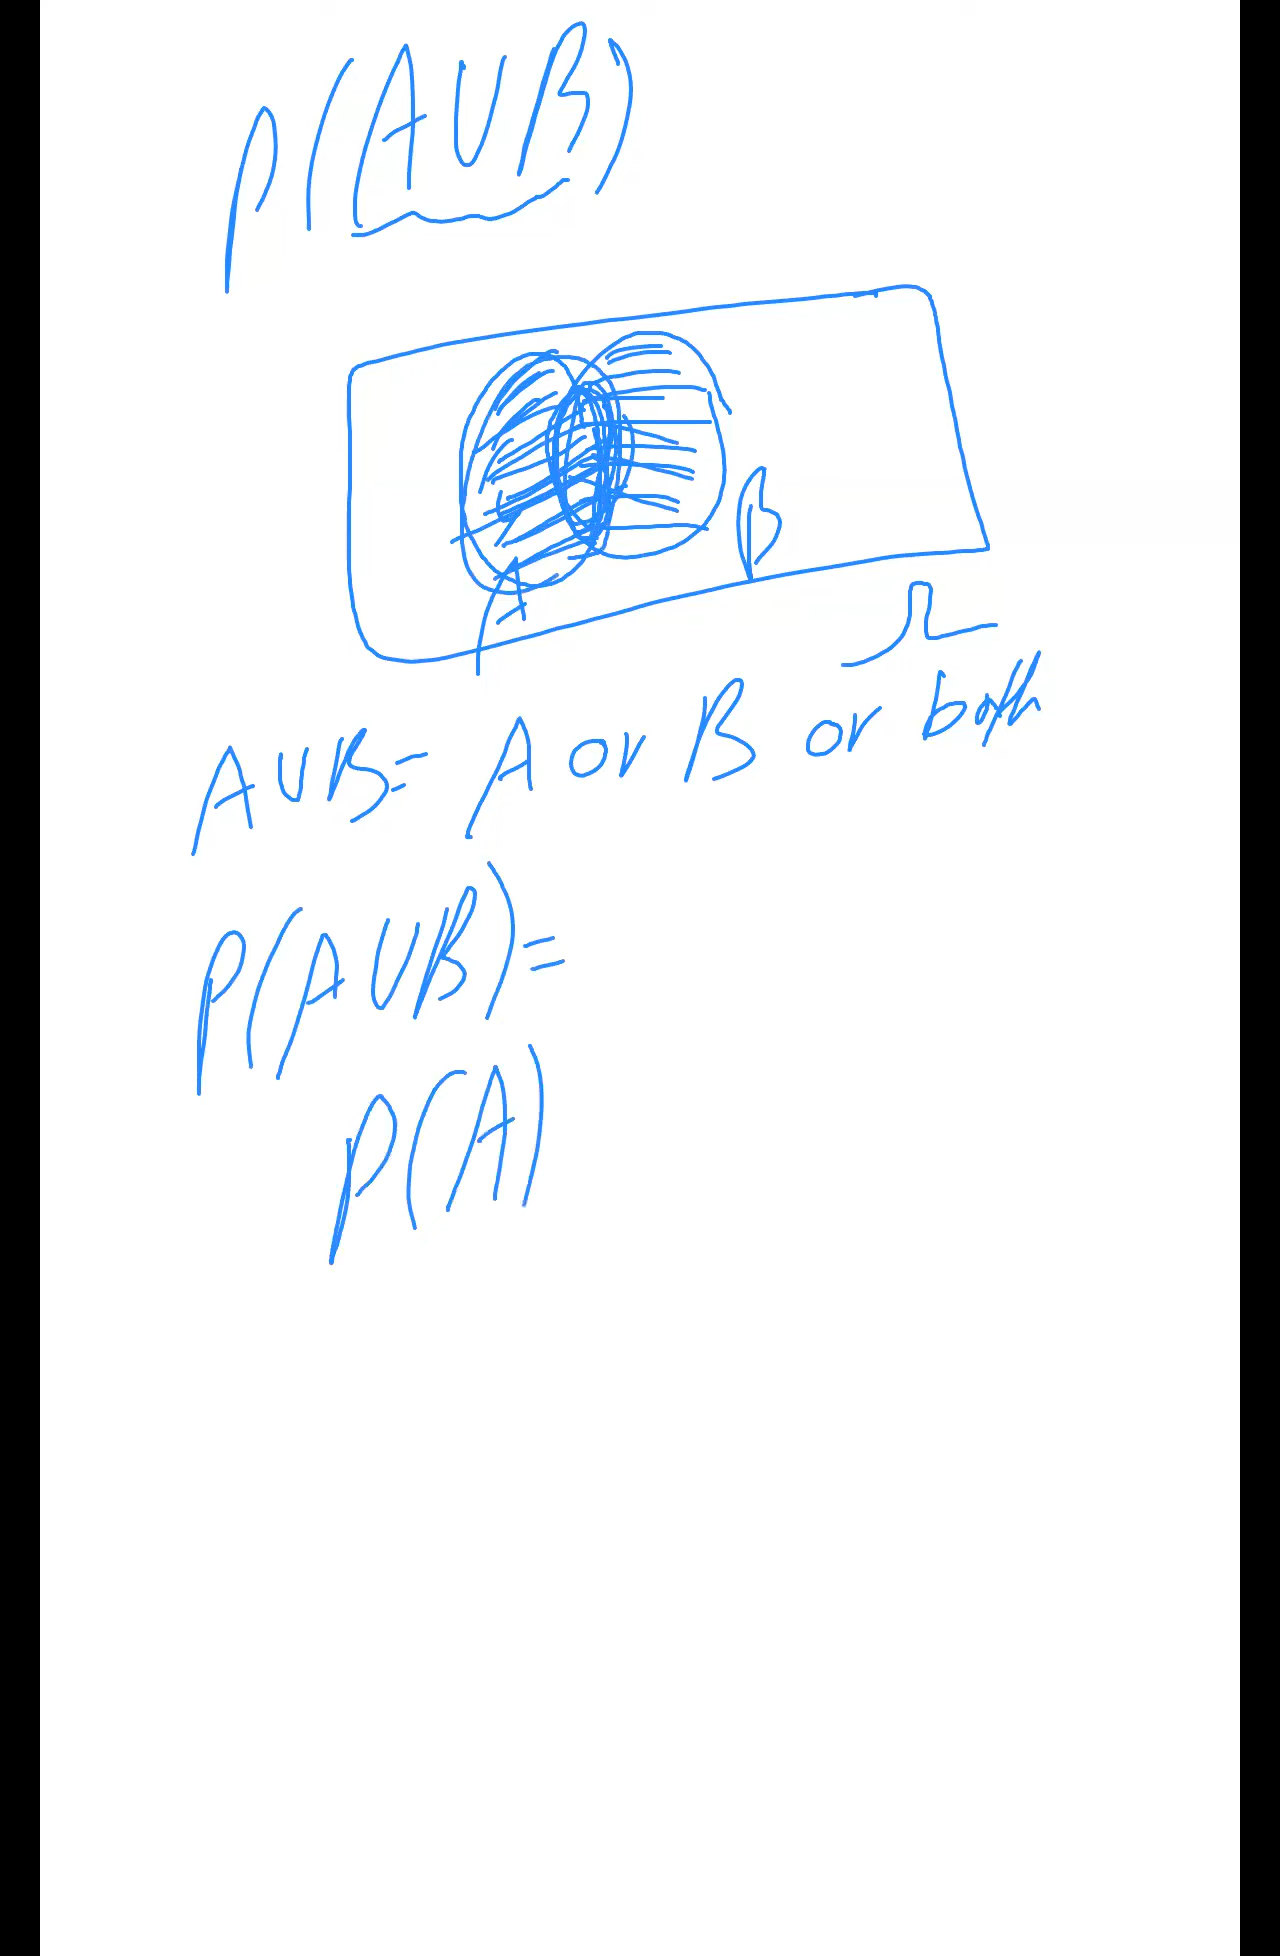 P(A∪B)
A
B
Ω
A∪B= A or B or both
P(A∪B)=
P(A)